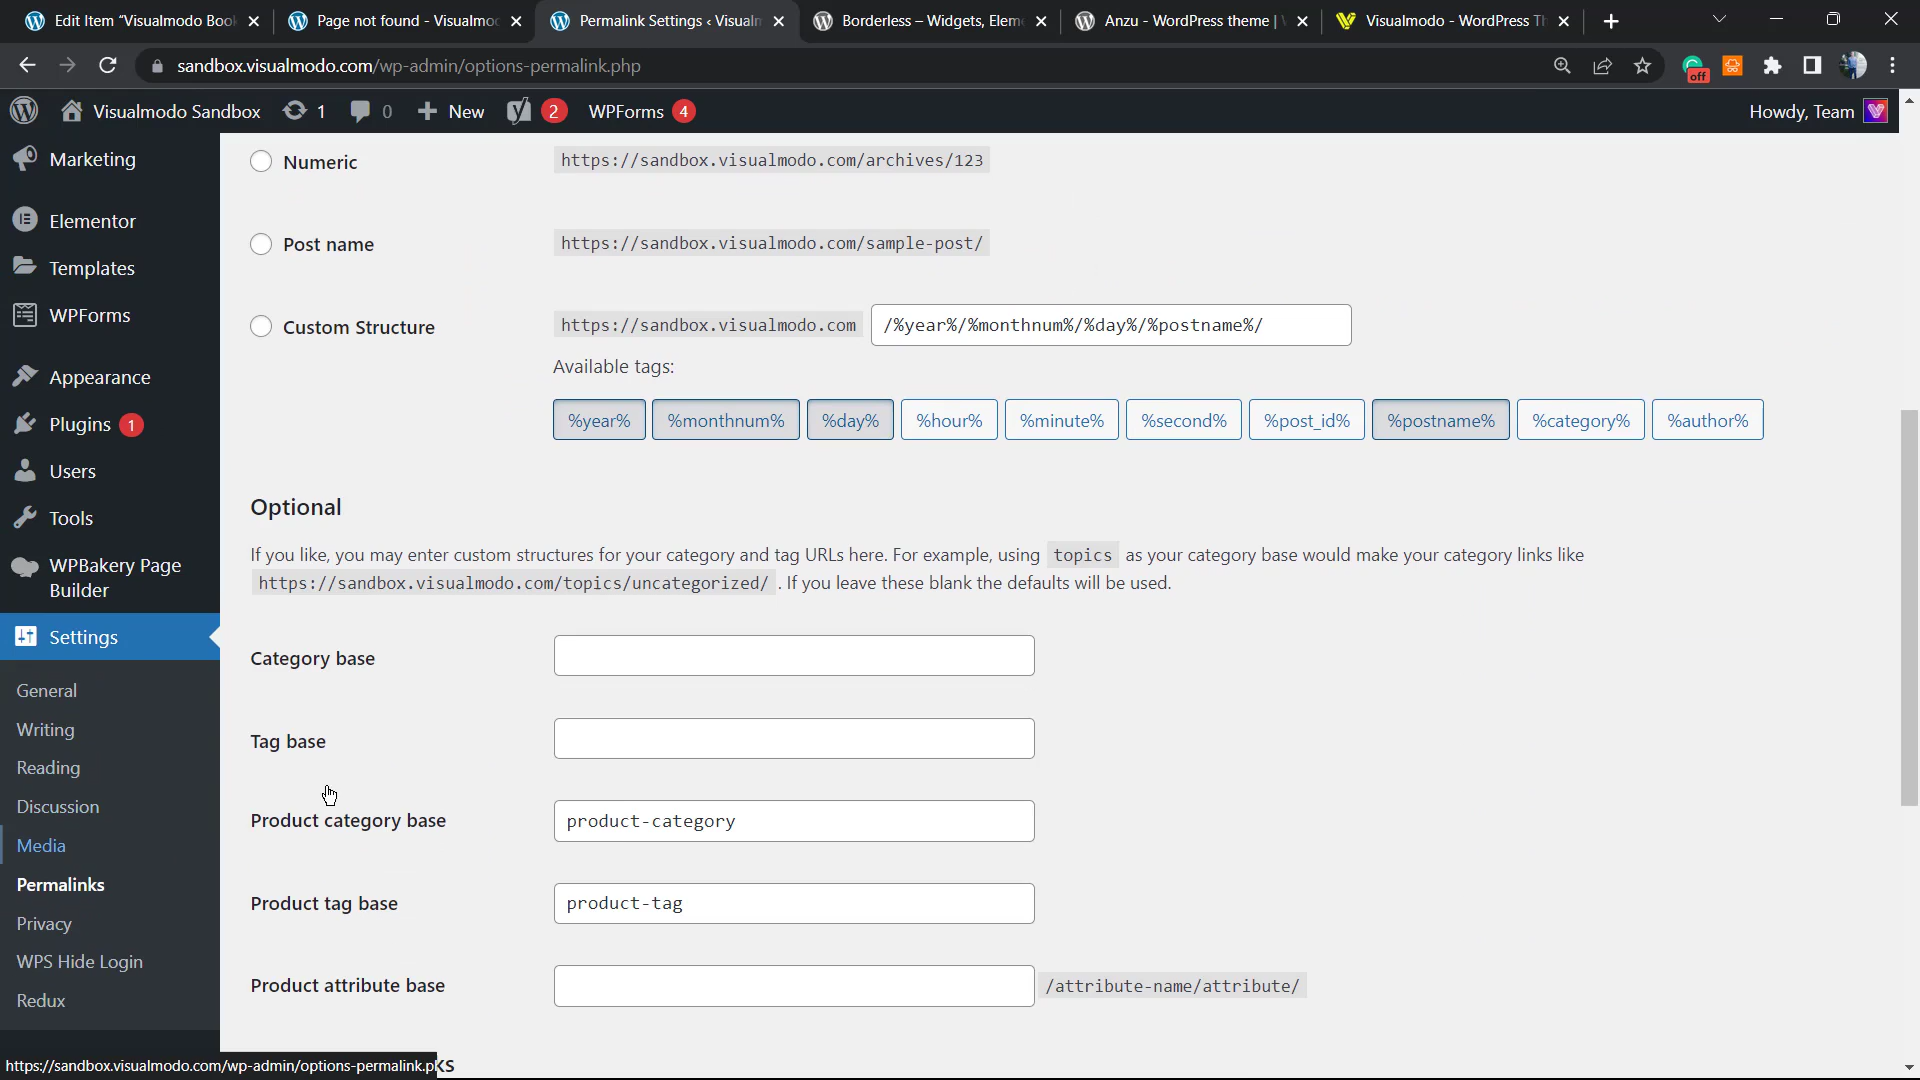 Edit Item “Visualmodo Book
Page not found - Visualmod
Permalink Settings ‹ Visualm
Borderless – Widgets, Elem
Anzu - WordPress theme |
Visualmodo - WordPress Th
sandbox.visualmodo.com/wp-admin/options-permalink.php
off
Visualmodo Sandbox
1
0
New
2
WPForms 4
Howdy, Team
Marketing
Elementor
Templates
WPForms
Appearance
Plugins 1
Users
Tools
WPBakery Page
Builder
Settings
General
Writing
Reading
Discussion
Media
Permalinks
Privacy
WPS Hide Login
Redux
Numeric
https://sandbox.visualmodo.com/archives/123
Post name
https://sandbox.visualmodo.com/sample-post/
Custom Structure
https://sandbox.visualmodo.com /%year%/%monthnum%/%day%/%postname%/
Available tags:
%year% %monthnum% %day% %hour% %minute% %second% %post_id% %postname% %category% %author%
Optional
If you like, you may enter custom structures for your category and tag URLs here. For example, using topics as your category base would make your category links like
https://sandbox.visualmodo.com/topics/uncategorized/ . If you leave these blank the defaults will be used.
Category base
Tag base
Product category base
product-category
Product tag base
product-tag
Product attribute base
/attribute-name/attribute/
https://sandbox.visualmodo.com/wp-admin/options-permalink.p